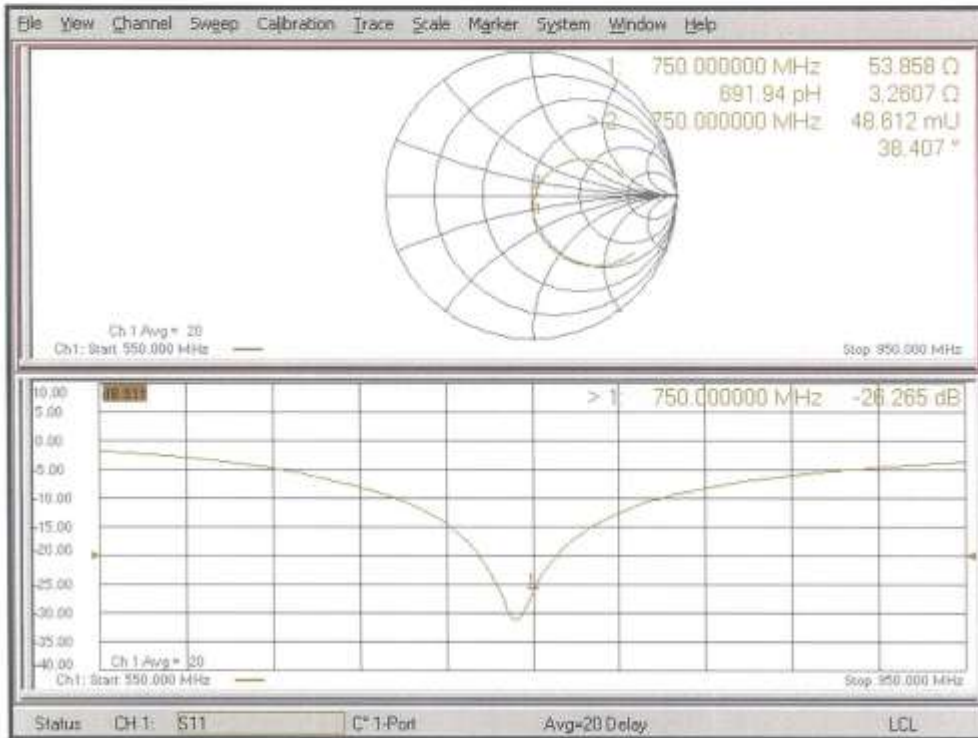 File View Channel Sweep Calibration Trace Scale Marker System Window Help
1: 750.000000 MHz 53.858 Ω
691.94 pH 3.2607 Ω
> 2: 750.000000 MHz 48.612 mU
38.407 °
Ch 1 Avg = 20
Ch1: Start 550.000 MHz
Stop 950.000 MHz
10.00
> 1: 750.000000 MHz -26.265 dB
5.00
0.00
-5.00
-10.00
-15.00
-20.00
-25.00
-30.00
-35.00
-40.00
1
Ch 1 Avg = 20
Ch1: Start 550.000 MHz
Stop 950.000 MHz
Status CH 1: S11 C* 1-Port Avg=20 Delay LCL